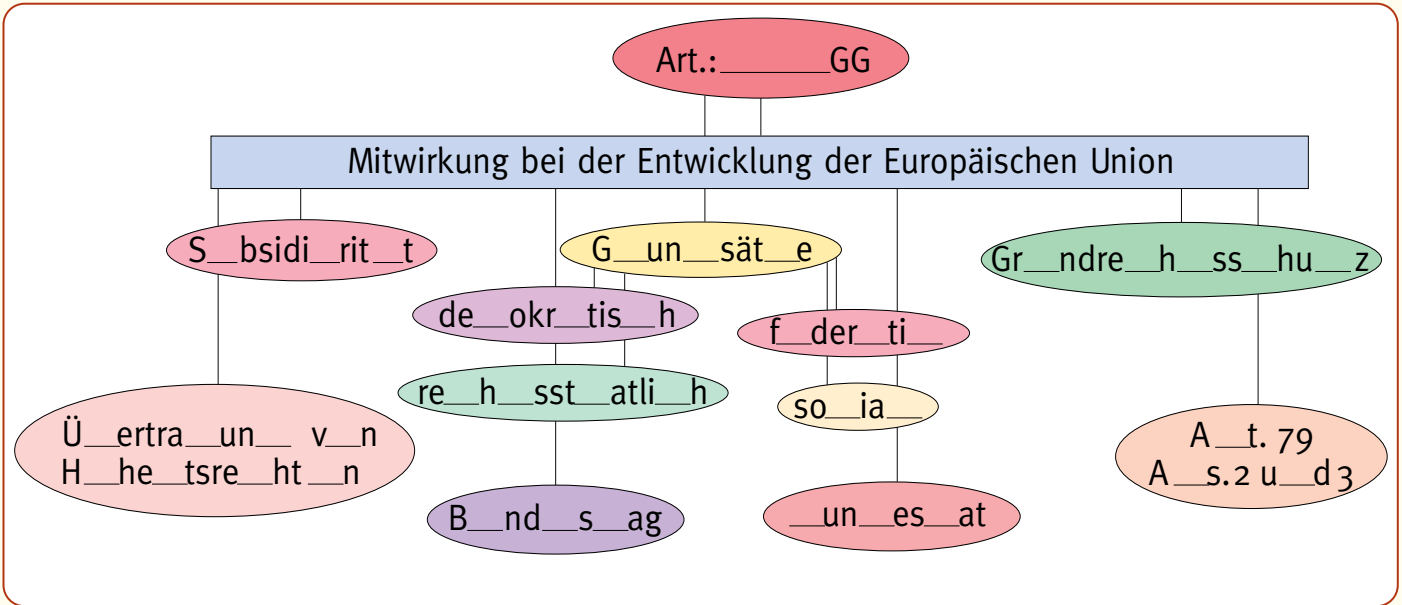 Art.:________GG
Mitwirkung bei der Entwicklung der Europäischen Union
S__bsidi__rit__t
G__un__sät__e
Gr__ndre__h__ss__hu__z
de__okr__tis__h
f__der__ti__
re__h__sst__atli__h
so__ia__
Ü__ertra__un__ v__n
H__he__tsre__ht__n
A__t. 79
A__s.2 u__d 3
B__nd__s__ag
__un__es__at